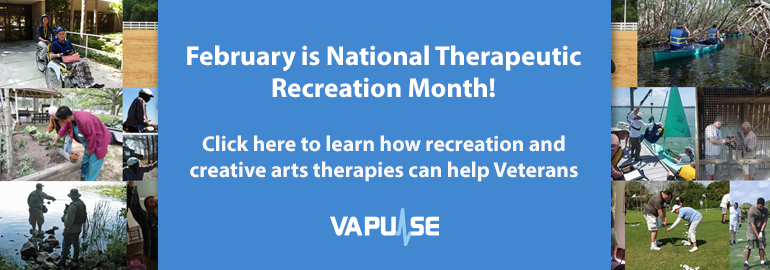 February is National Therapeutic
Recreation Month!
Click here to learn how recreation and
creative arts therapies can help Veterans
VAPULSE